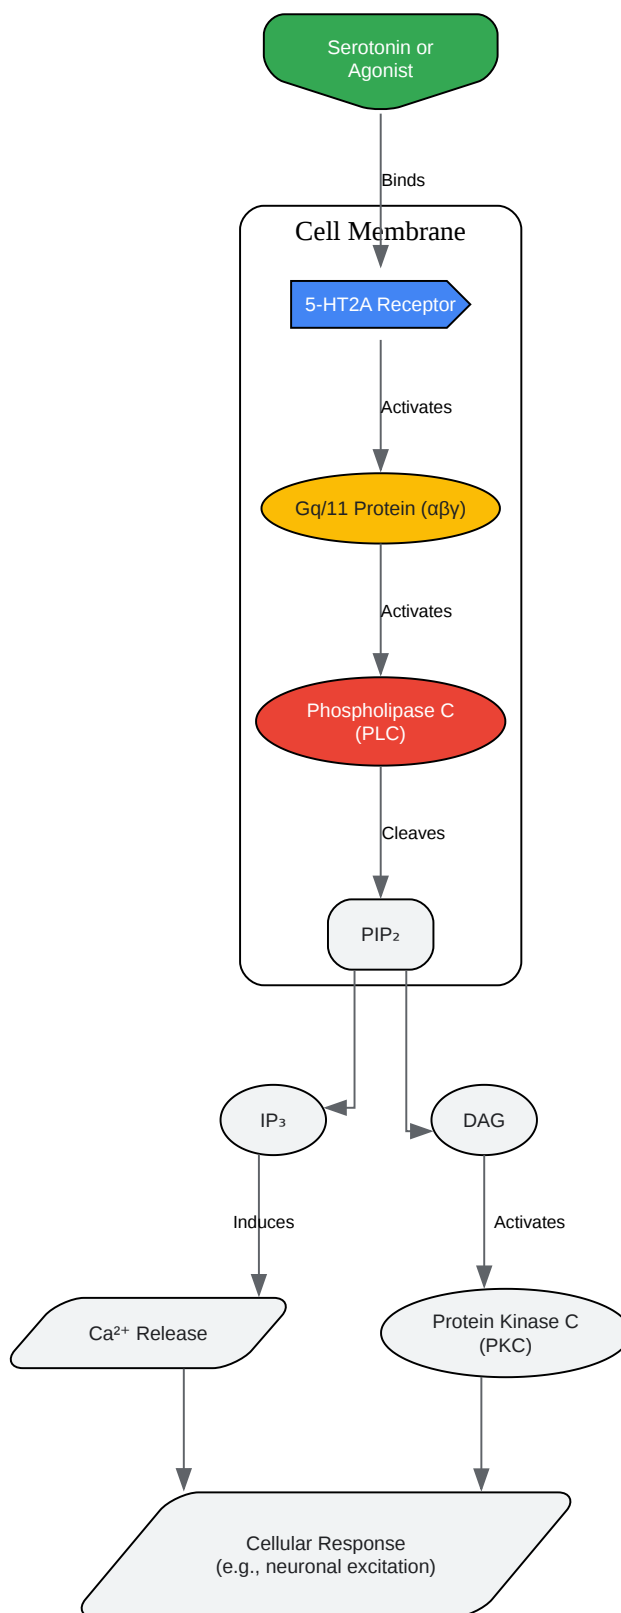 Serotonin or
Agonist
Binds
Cell Membrane
5-HT2A Receptor
Activates
Gq/11 Protein (αβγ)
Activates
Phospholipase C
(PLC)
Cleaves
PIP₂
IP₃
DAG
Induces
Activates
Ca²⁺ Release
Protein Kinase C
(PKC)
Cellular Response
(e.g., neuronal excitation)